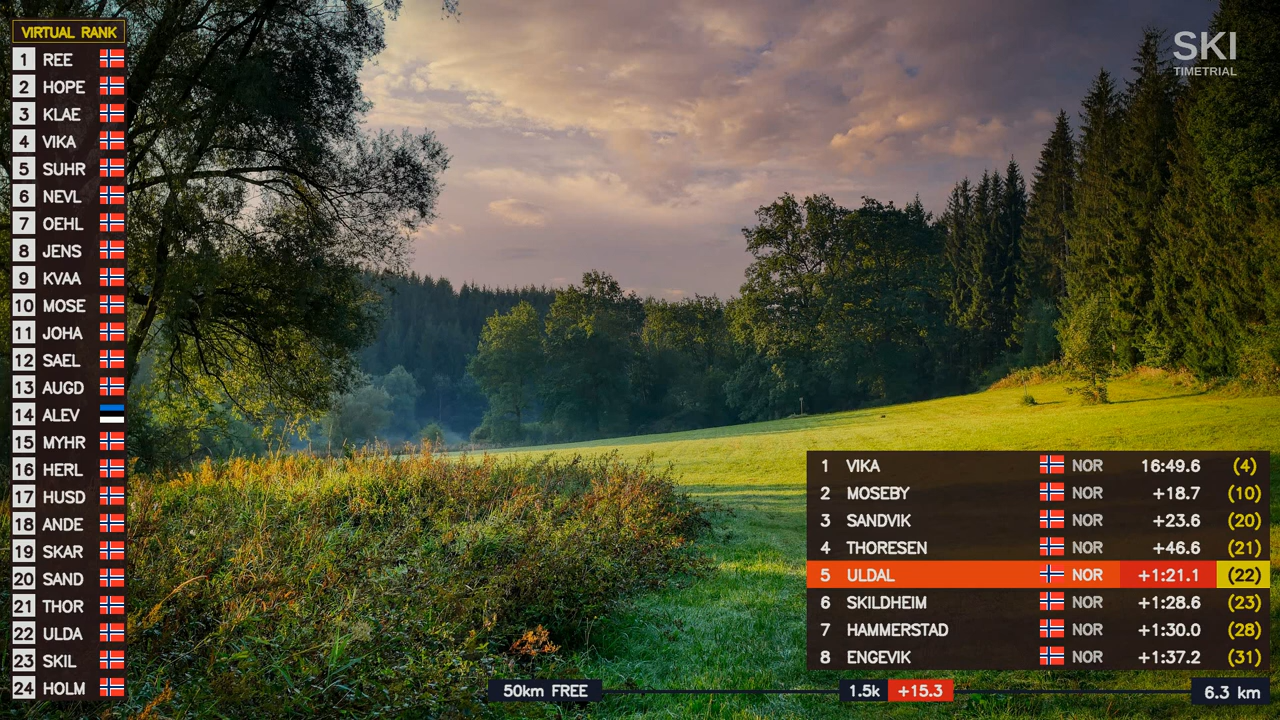 VIRTUAL RANK
1 REE
2 HOPE
3 KLAE
4 VIKA
5 SUHR
6 NEVL
7 OEHL
8 JENS
9 KVAA
10 MOSE
11 JOHA
12 SAEL
13 AUGD
14 ALEV
15 MYHR
16 HERL
17 HUSD
18 ANDE
19 SKAR
20 SAND
21 THOR
22 ULDA
23 SKIL
24 HOLM
SKI
TIMETRIAL
1 VIKA NOR 16:49.6 (4)
2 MOSEBY NOR +18.7 (10)
3 SANDVIK NOR +23.6 (20)
4 THORESEN NOR +46.6 (21)
5 ULDAL NOR +1:21.1 (22)
6 SKILDHEIM NOR +1:28.6 (23)
7 HAMMERSTAD NOR +1:30.0 (28)
8 ENGEVIK NOR +1:37.2 (31)
50km FREE 1.5k +15.3 6.3 km